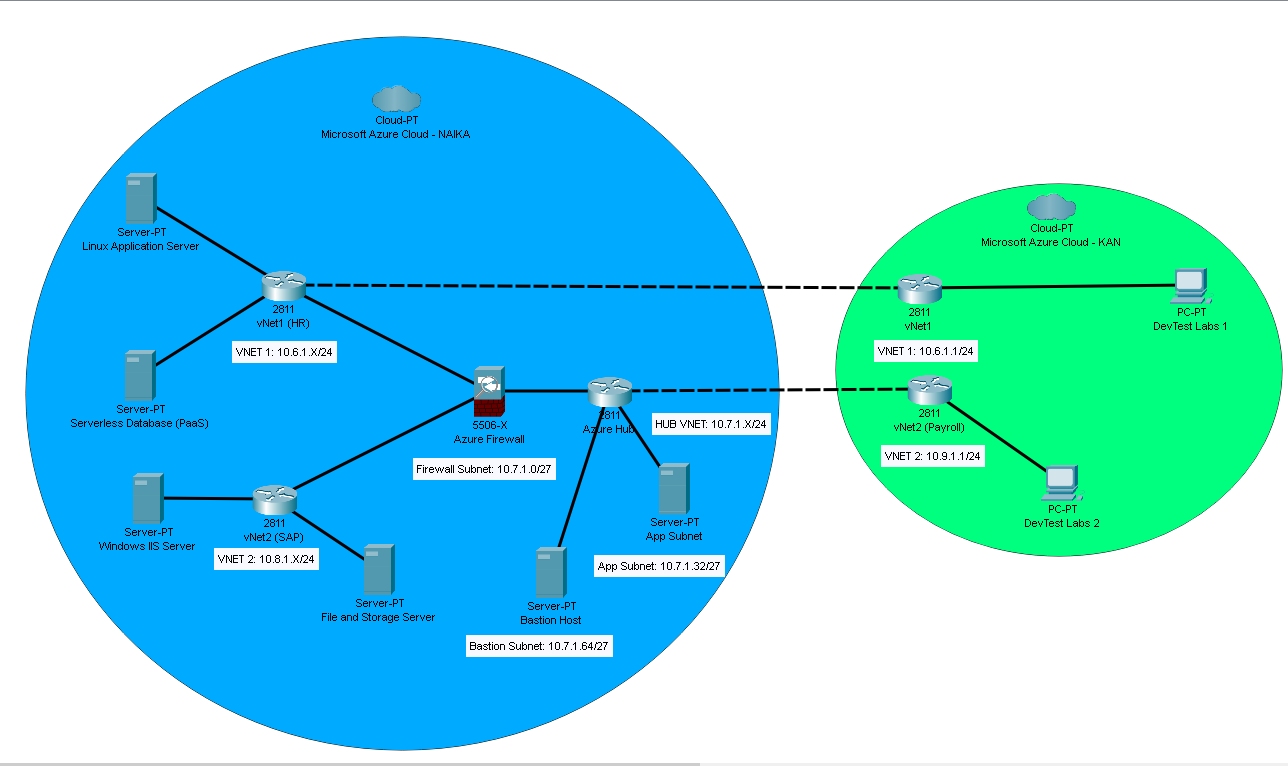 Cloud-PT
Microsoft Azure Cloud - NAIKA
Server-PT
Linux Application Server
2811
vNet1 (HR)
VNET 1: 10.6.1.X/24
Server-PT
Serverless Database (PaaS)
5506-X
Azure Firewall
Firewall Subnet: 10.7.1.0/27
2811
Azure Hub
HUB VNET: 10.7.1.X/24
Server-PT
Windows IIS Server
2811
vNet2 (SAP)
VNET 2: 10.8.1.X/24
Server-PT
File and Storage Server
Server-PT
App Subnet
App Subnet: 10.7.1.32/27
Server-PT
Bastion Host
Bastion Subnet: 10.7.1.64/27
Cloud-PT
Microsoft Azure Cloud - KAN
2811
vNet1
VNET 1: 10.6.1.1/24
PC-PT
DevTest Labs 1
2811
vNet2 (Payroll)
VNET 2: 10.9.1.1/24
PC-PT
DevTest Labs 2